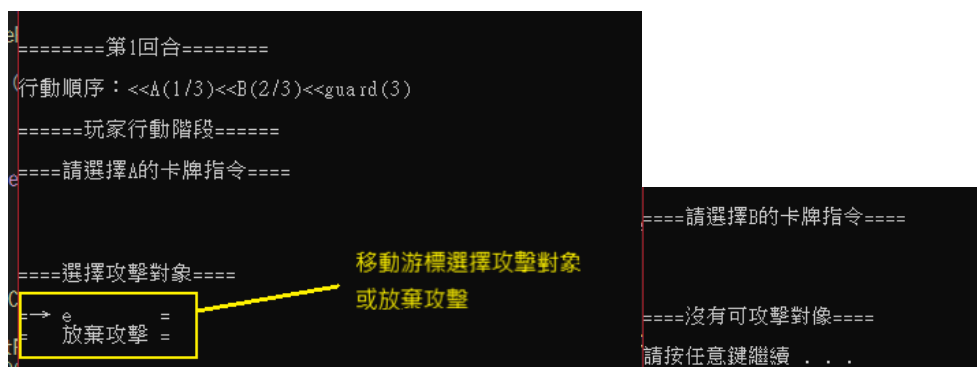 ========第1回合========
行動順序：<<A(1/3)<<B(2/3)<<guard(3)
======玩家行動階段======
====請選擇A的卡牌指令====
====選擇攻擊對象====
=→ e =
= 放棄攻擊 =
移動游標選擇攻擊對象
或放棄攻擊
====請選擇B的卡牌指令====
====沒有可攻擊對像====
請按任意鍵繼續 . . .